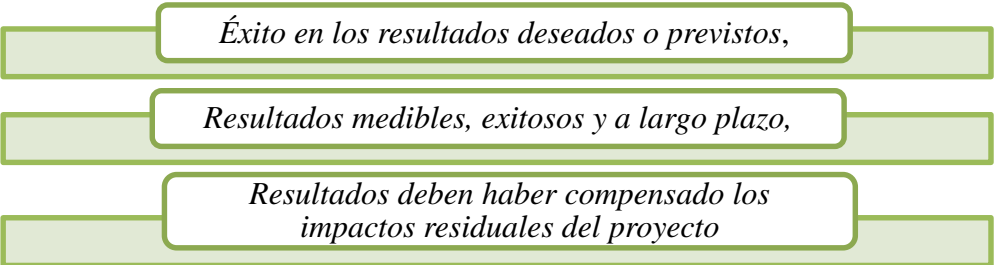 Éxito en los resultados deseados o previstos,
Resultados medibles, exitosos y a largo plazo,
Resultados deben haber compensado los
impactos residuales del proyecto